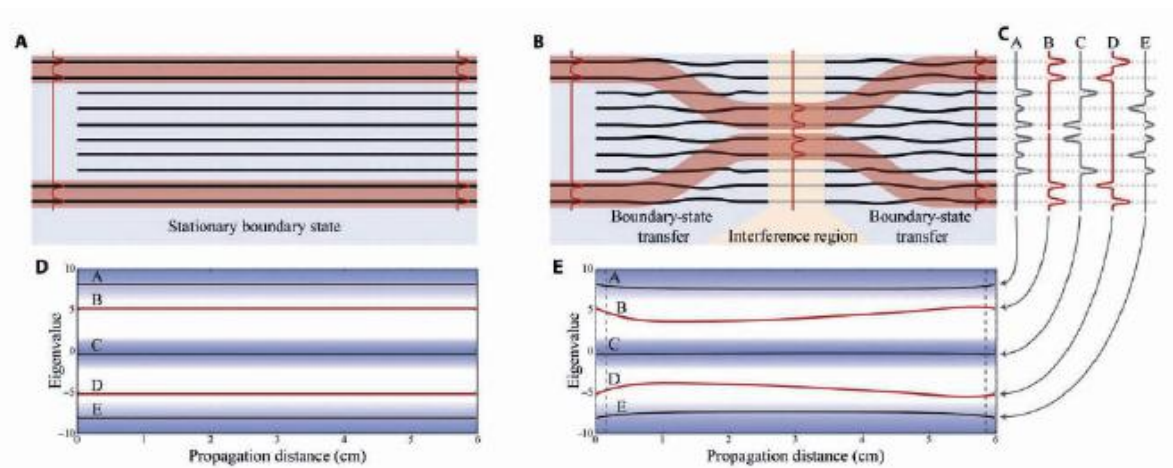 A
B
C
A B C D E
Stationary boundary state
Boundary-state transfer
Interference region
Boundary-state transfer
D
10
5
0
−5
−10
Eigenvalue
A
B
C
D
E
0 1 2 3 4 5 6
Propagation distance (cm)
E
10
5
0
−5
−10
Eigenvalue
A
B
C
D
E
0 1 2 3 4 5 6
Propagation distance (cm)